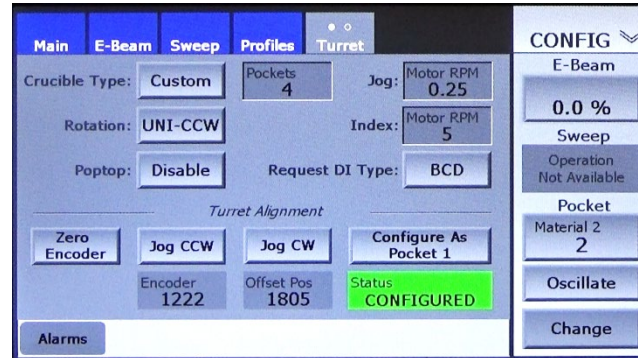 Main E-Beam Sweep Profiles Turret
Crucible Type: Custom
Pockets
4
Jog: Motor RPM
0.25
Rotation: UNI-CCW
Index: Motor RPM
5
Poptop: Disable
Request DI Type: BCD
Turret Alignment
Zero
Encoder
Jog CCW
Jog CW
Configure As
Pocket 1
Encoder
1222
Offset Pos
1805
Status
CONFIGURED
Alarms
CONFIG
E-Beam
0.0 %
Sweep
Operation
Not Available
Pocket
Material 2
2
Oscillate
Change